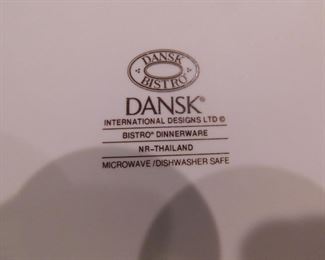 DANSK
BISTRO
DANSK®
INTERNATIONAL DESIGNS LTD ©
BISTRO® DINNERWARE
NR-THAILAND
MICROWAVE/DISHWASHER SAFE